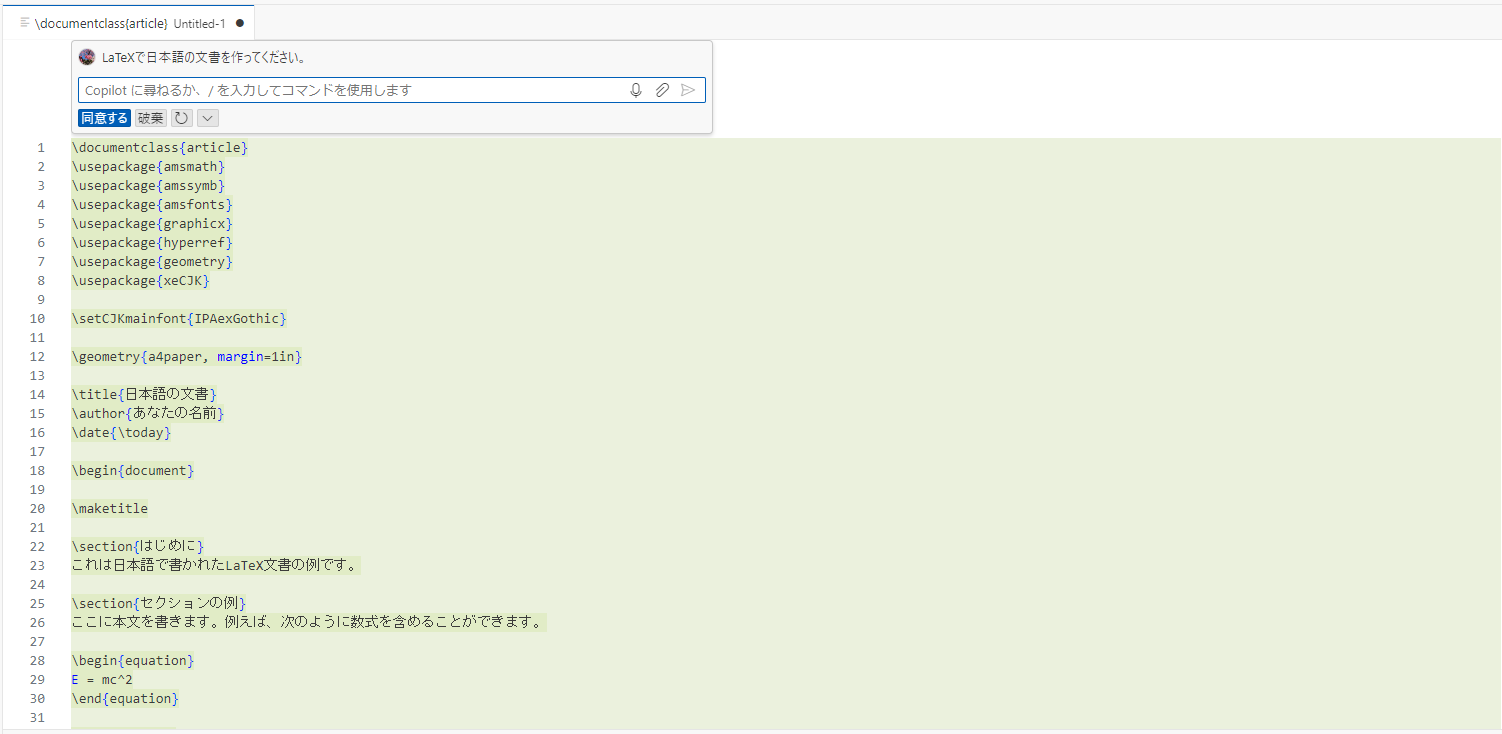 \documentclass{article} Untitled-1
LaTeXで日本語の文書を作ってください。
Copilot に尋ねるか、/ を入力してコマンドを使用します
同意する 破棄
1 \documentclass{article}
2 \usepackage{amsmath}
3 \usepackage{amssymb}
4 \usepackage{amsfonts}
5 \usepackage{graphicx}
6 \usepackage{hyperref}
7 \usepackage{geometry}
8 \usepackage{xeCJK}
9
10 \setCJKmainfont{IPAexGothic}
11
12 \geometry{a4paper, margin=1in}
13
14 \title{日本語の文書}
15 \author{あなたの名前}
16 \date{\today}
17
18 \begin{document}
19
20 \maketitle
21
22 \section{はじめに}
23 これは日本語で書かれたLaTeX文書の例です。
24
25 \section{セクションの例}
26 ここに本文を書きます。例えば、次のように数式を含めることができます。
27
28 \begin{equation}
29 E = mc^2
30 \end{equation}
31